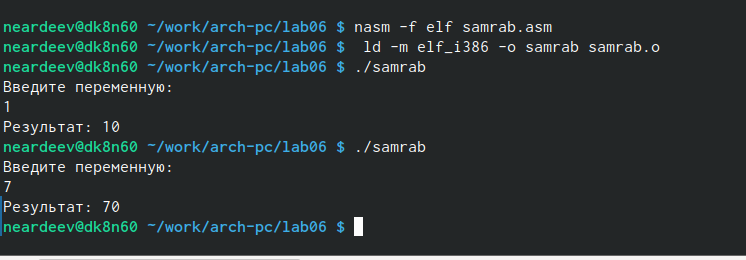 neardeev@dk8n60 ~/work/arch-pc/lab06 $ nasm -f elf samrab.asm
neardeev@dk8n60 ~/work/arch-pc/lab06 $  ld -m elf_i386 -o samrab samrab.o
neardeev@dk8n60 ~/work/arch-pc/lab06 $ ./samrab
Введите переменную:
1
Результат: 10
neardeev@dk8n60 ~/work/arch-pc/lab06 $ ./samrab
Введите переменную:
7
Результат: 70
neardeev@dk8n60 ~/work/arch-pc/lab06 $